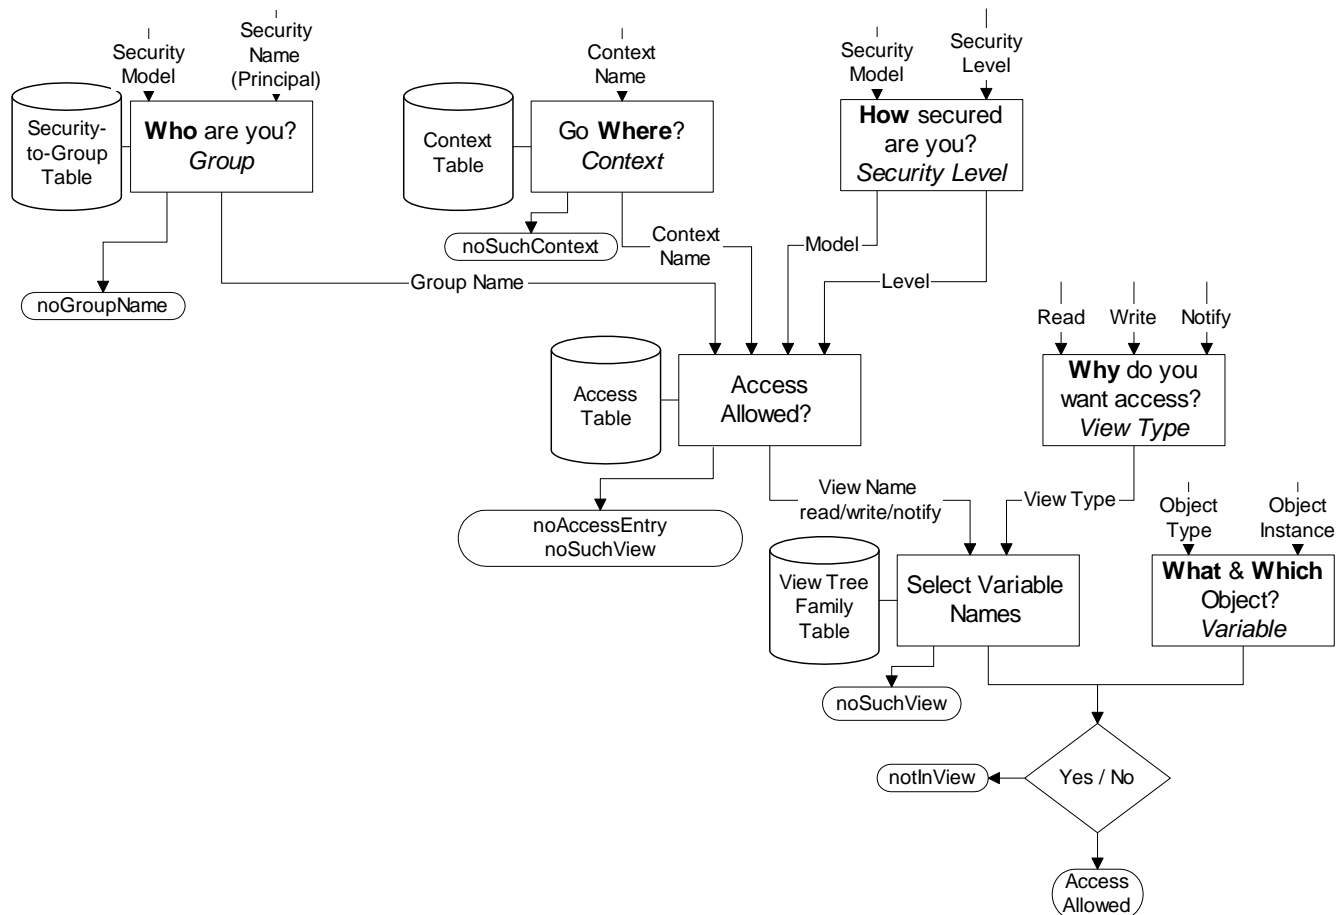 Security
Model
Security
Name
(Principal)
Context
Name
Security
Model
Security
Level
Security-
to-Group
Table
Who are you?
Group
Context
Table
Go Where?
Context
How secured
are you?
Security Level
noSuchContext
Context
Name
Model
noGroupName
Group Name
Level
Read
Write
Notify
Access
Table
Access
Allowed?
Why do you
want access?
View Type
noAccessEntry
noSuchView
View Name
read/write/notify
View Type
Object
Type
Object
Instance
View Tree
Family
Table
Select Variable
Names
What & Which
Object?
Variable
noSuchView
notInView
Yes / No
Access
Allowed